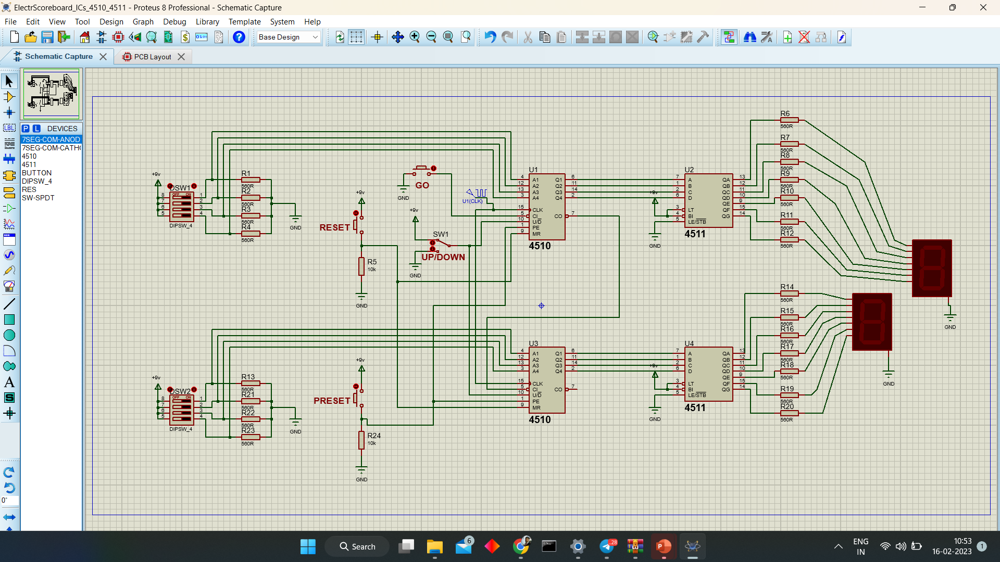 ElectrScoreboard_ICs_4510_4511 - Proteus 8 Professional - Schematic Capture
File Edit View Tool Design Graph Debug Library Template System Help
Base Design
Schematic Capture
PCB Layout
P L DEVICES
7SEG-COM-ANOD
7SEG-COM-CATH
4510
4511
BUTTON
DIPSW_4
RES
SW-SPDT
LBL
A
S
0°
+9v
DSW1
OFF ON
8 1
7 2
6 3
5 4
DIPSW_4
R1
560R
R2
560R
R3
560R
R4
560R
GND
+9v
RESET
R5
10k
GND
GO
GND
+9v
SW1
UP/DOWN
GND
U1(CLK)
U1
4 A1 Q1 6
12 A2 Q2 11
13 A3 Q3 14
3 A4 Q4 2
15 CLK
5 CI CO 7
10 U/D
1 PE
9 MR
4510
U2
7 A QA 13
1 B QB 12
2 C QC 11
6 D QD 10
QE 9
3 LT QF 15
4 BI QG 14
5 LE/STB
4511
+9v
GND
R6
560R
R7
560R
R8
560R
R9
560R
R10
560R
R11
560R
R12
560R
GND
+9v
DSW2
OFF ON
8 1
7 2
6 3
5 4
DIPSW_4
R13
560R
R21
560R
R22
560R
R23
560R
GND
+9v
PRESET
R24
10k
GND
U3
4 A1 Q1 6
12 A2 Q2 11
13 A3 Q3 14
3 A4 Q4 2
15 CLK
5 CI CO 7
10 U/D
1 PE
9 MR
4510
U4
7 A QA 13
1 B QB 12
2 C QC 11
6 D QD 10
QE 9
3 LT QF 15
4 BI QG 14
5 LE/STB
4511
+9v
GND
R14
560R
R15
560R
R16
560R
R17
560R
R18
560R
R19
560R
R20
560R
GND
Search
6
28
ENG
IN
10:53
16-02-2023
1